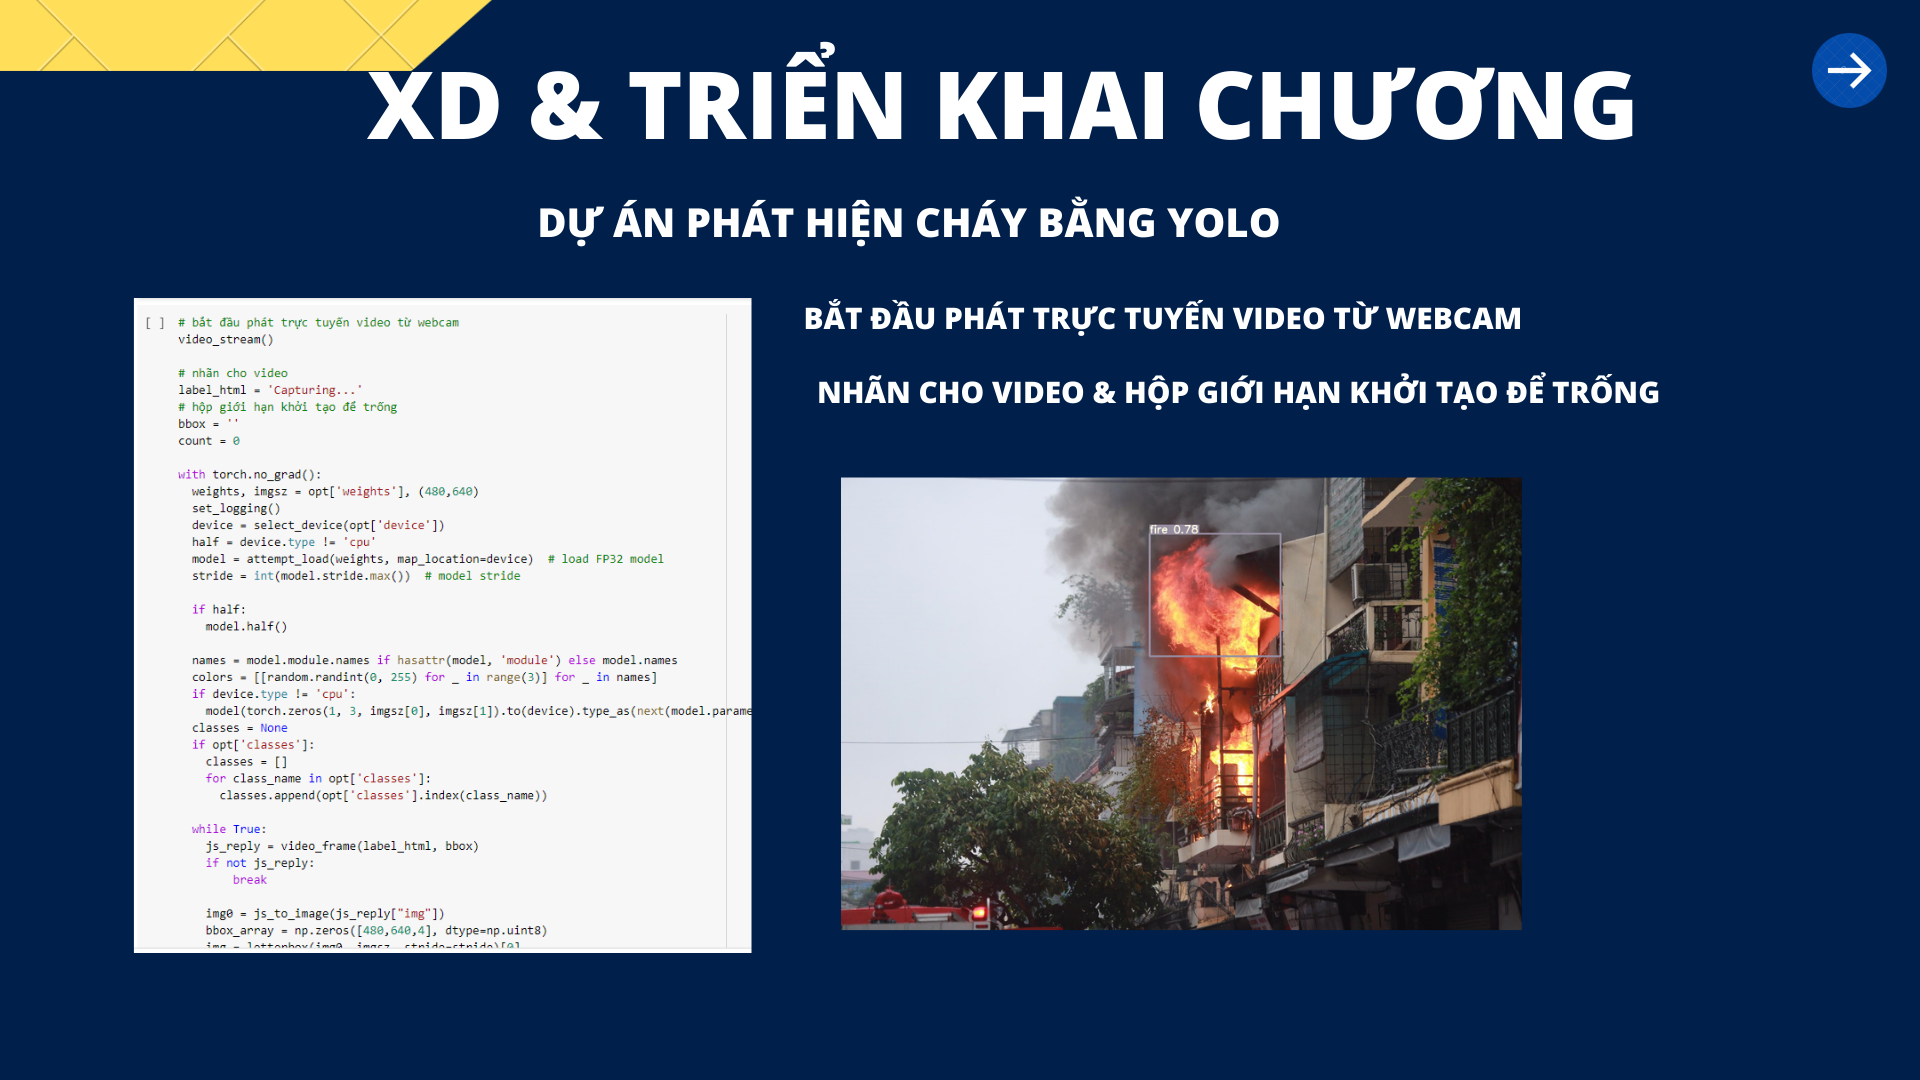 XD & TRIỂN KHAI CHƯƠNG
DỰ ÁN PHÁT HIỆN CHÁY BẰNG YOLO
[ ] # bắt đầu phát trực tuyến video từ webcam
video_stream()
# nhãn cho video
label_html = 'Capturing...'
# hộp giới hạn khởi tạo để trống
bbox = ''
count = 0
with torch.no_grad():
weights, imgsz = opt['weights'], (480,640)
set_logging()
device = select_device(opt['device'])
half = device.type != 'cpu'
model = attempt_load(weights, map_location=device)  # load FP32 model
stride = int(model.stride.max())  # model stride
if half:
model.half()
names = model.module.names if hasattr(model, 'module') else model.names
colors = [[random.randint(0, 255) for _ in range(3)] for _ in names]
if device.type != 'cpu':
model(torch.zeros(1, 3, imgsz[0], imgsz[1]).to(device).type_as(next(model.parame
classes = None
if opt['classes']:
classes = []
for class_name in opt['classes']:
classes.append(opt['classes'].index(class_name))
while True:
js_reply = video_frame(label_html, bbox)
if not js_reply:
break
img0 = js_to_image(js_reply["img"])
bbox_array = np.zeros([480,640,4], dtype=np.uint8)
img = letterbox(img0, imgsz, stride=stride)[0]
BẮT ĐẦU PHÁT TRỰC TUYẾN VIDEO TỪ WEBCAM
NHÃN CHO VIDEO & HỘP GIỚI HẠN KHỞI TẠO ĐỂ TRỐNG
fire 0.78